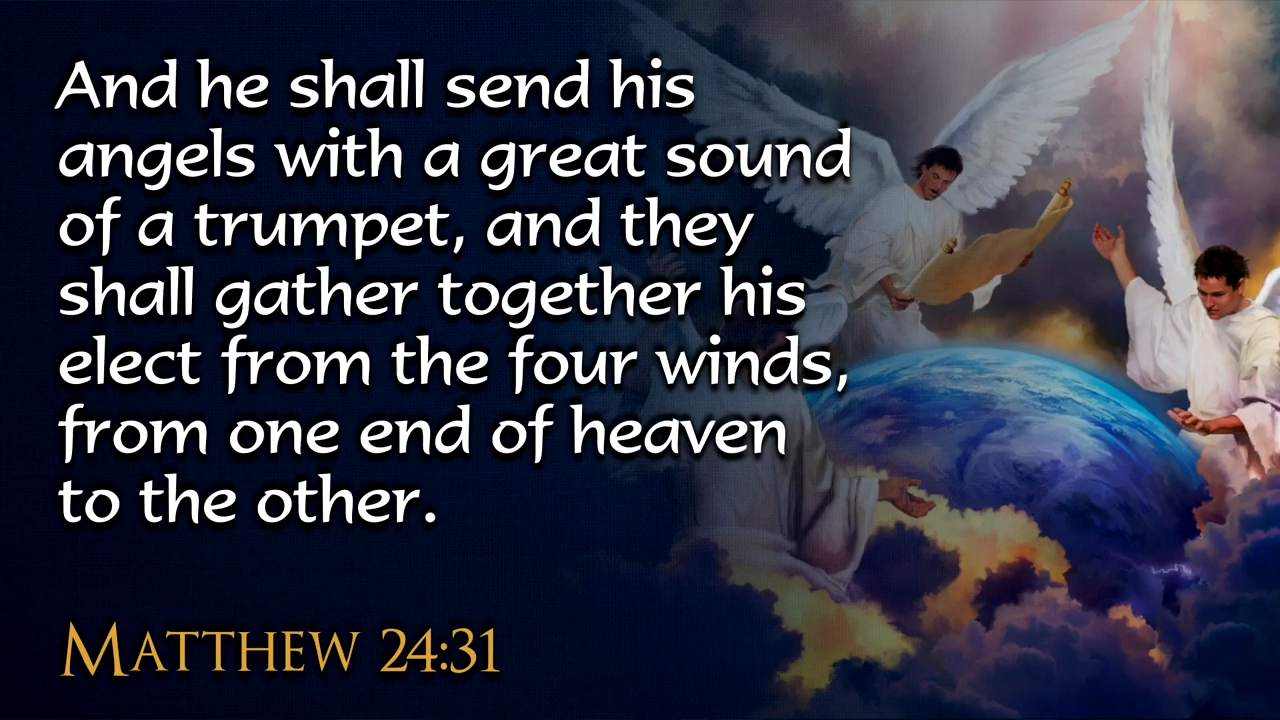 And he shall send his
angels with a great sound
of a trumpet, and they
shall gather together his
elect from the four winds,
from one end of heaven
to the other.
MATTHEW 24:31